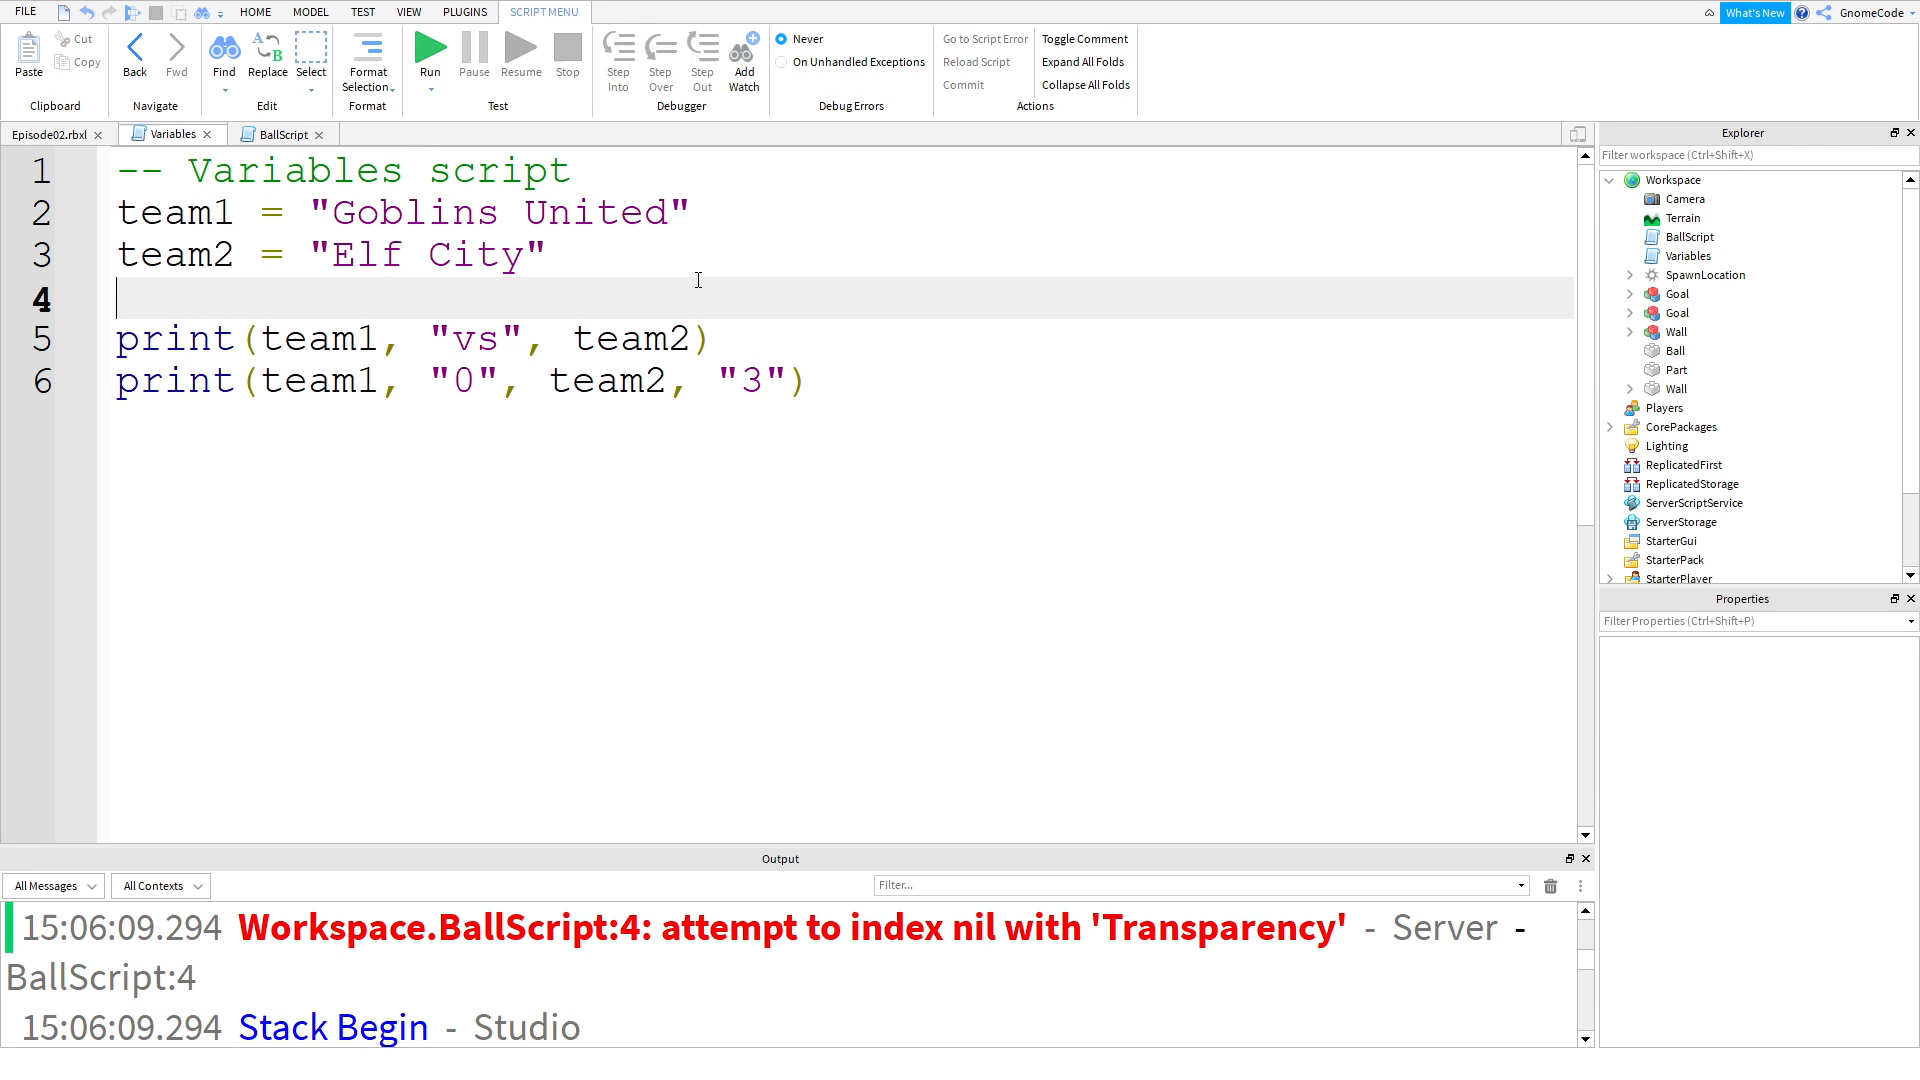 FILE HOME MODEL TEST VIEW PLUGINS SCRIPT MENU What's New GnomeCode
Paste Cut Copy Clipboard
Back Fwd Navigate
Find Replace Select Edit
Format Selection Format
Run Pause Resume Stop Test
Step Into Step Over Step Out Add Watch Debugger
Never
On Unhandled Exceptions
Debug Errors
Go to Script Error Toggle Comment
Reload Script Expand All Folds
Commit Collapse All Folds
Actions
Episode02.rbxl Variables BallScript
1 -- Variables script
2 team1 = "Goblins United"
3 team2 = "Elf City"
4
5 print(team1, "vs", team2)
6 print(team1, "0", team2, "3")
Explorer
Filter workspace (Ctrl+Shift+X)
Workspace
Camera
Terrain
BallScript
Variables
SpawnLocation
Goal
Goal
Wall
Ball
Part
Wall
Players
CorePackages
Lighting
ReplicatedFirst
ReplicatedStorage
ServerScriptService
ServerStorage
StarterGui
StarterPack
StarterPlayer
Properties
Filter Properties (Ctrl+Shift+P)
Output
All Messages All Contexts Filter...
15:06:09.294 Workspace.BallScript:4: attempt to index nil with 'Transparency' - Server -
BallScript:4
15:06:09.294 Stack Begin - Studio